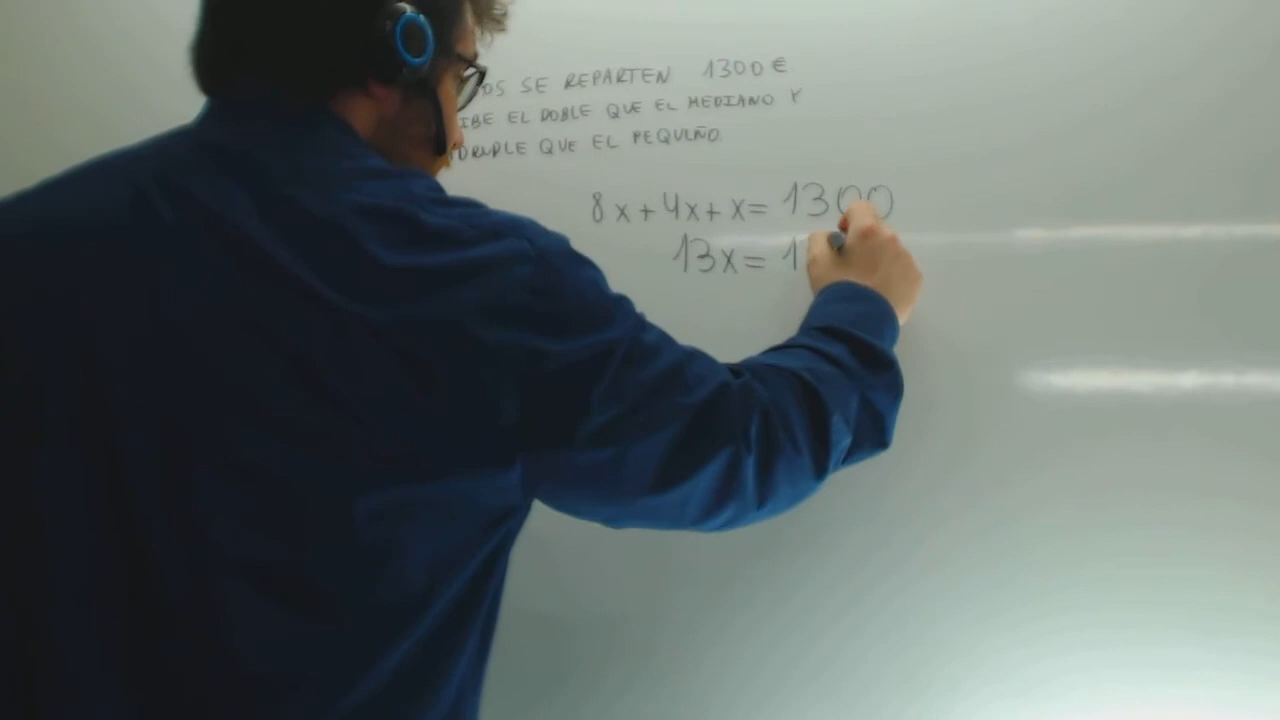 SE REPARTEN 1300€
EL DOBLE QUE EL MEDIANO Y
QUE EL PEQUEÑO
8x+4x+x= 1300
13x= 1